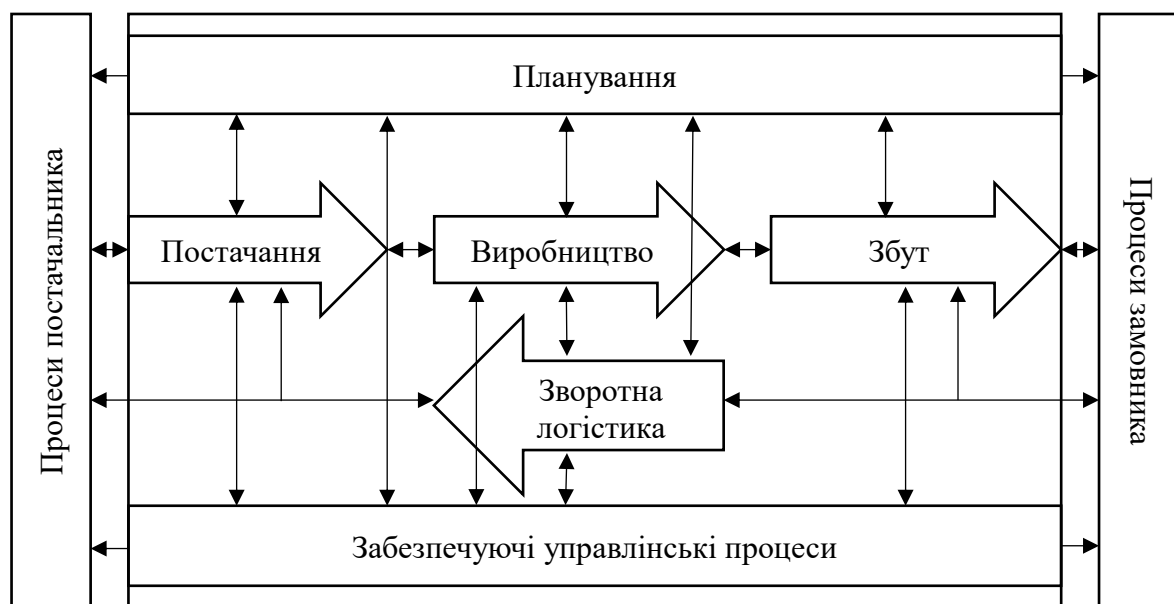 Процеси постачальника
Планування
Постачання
Виробництво
Збут
Зворотна
логістика
Забезпечуючі управлінські процеси
Процеси замовника